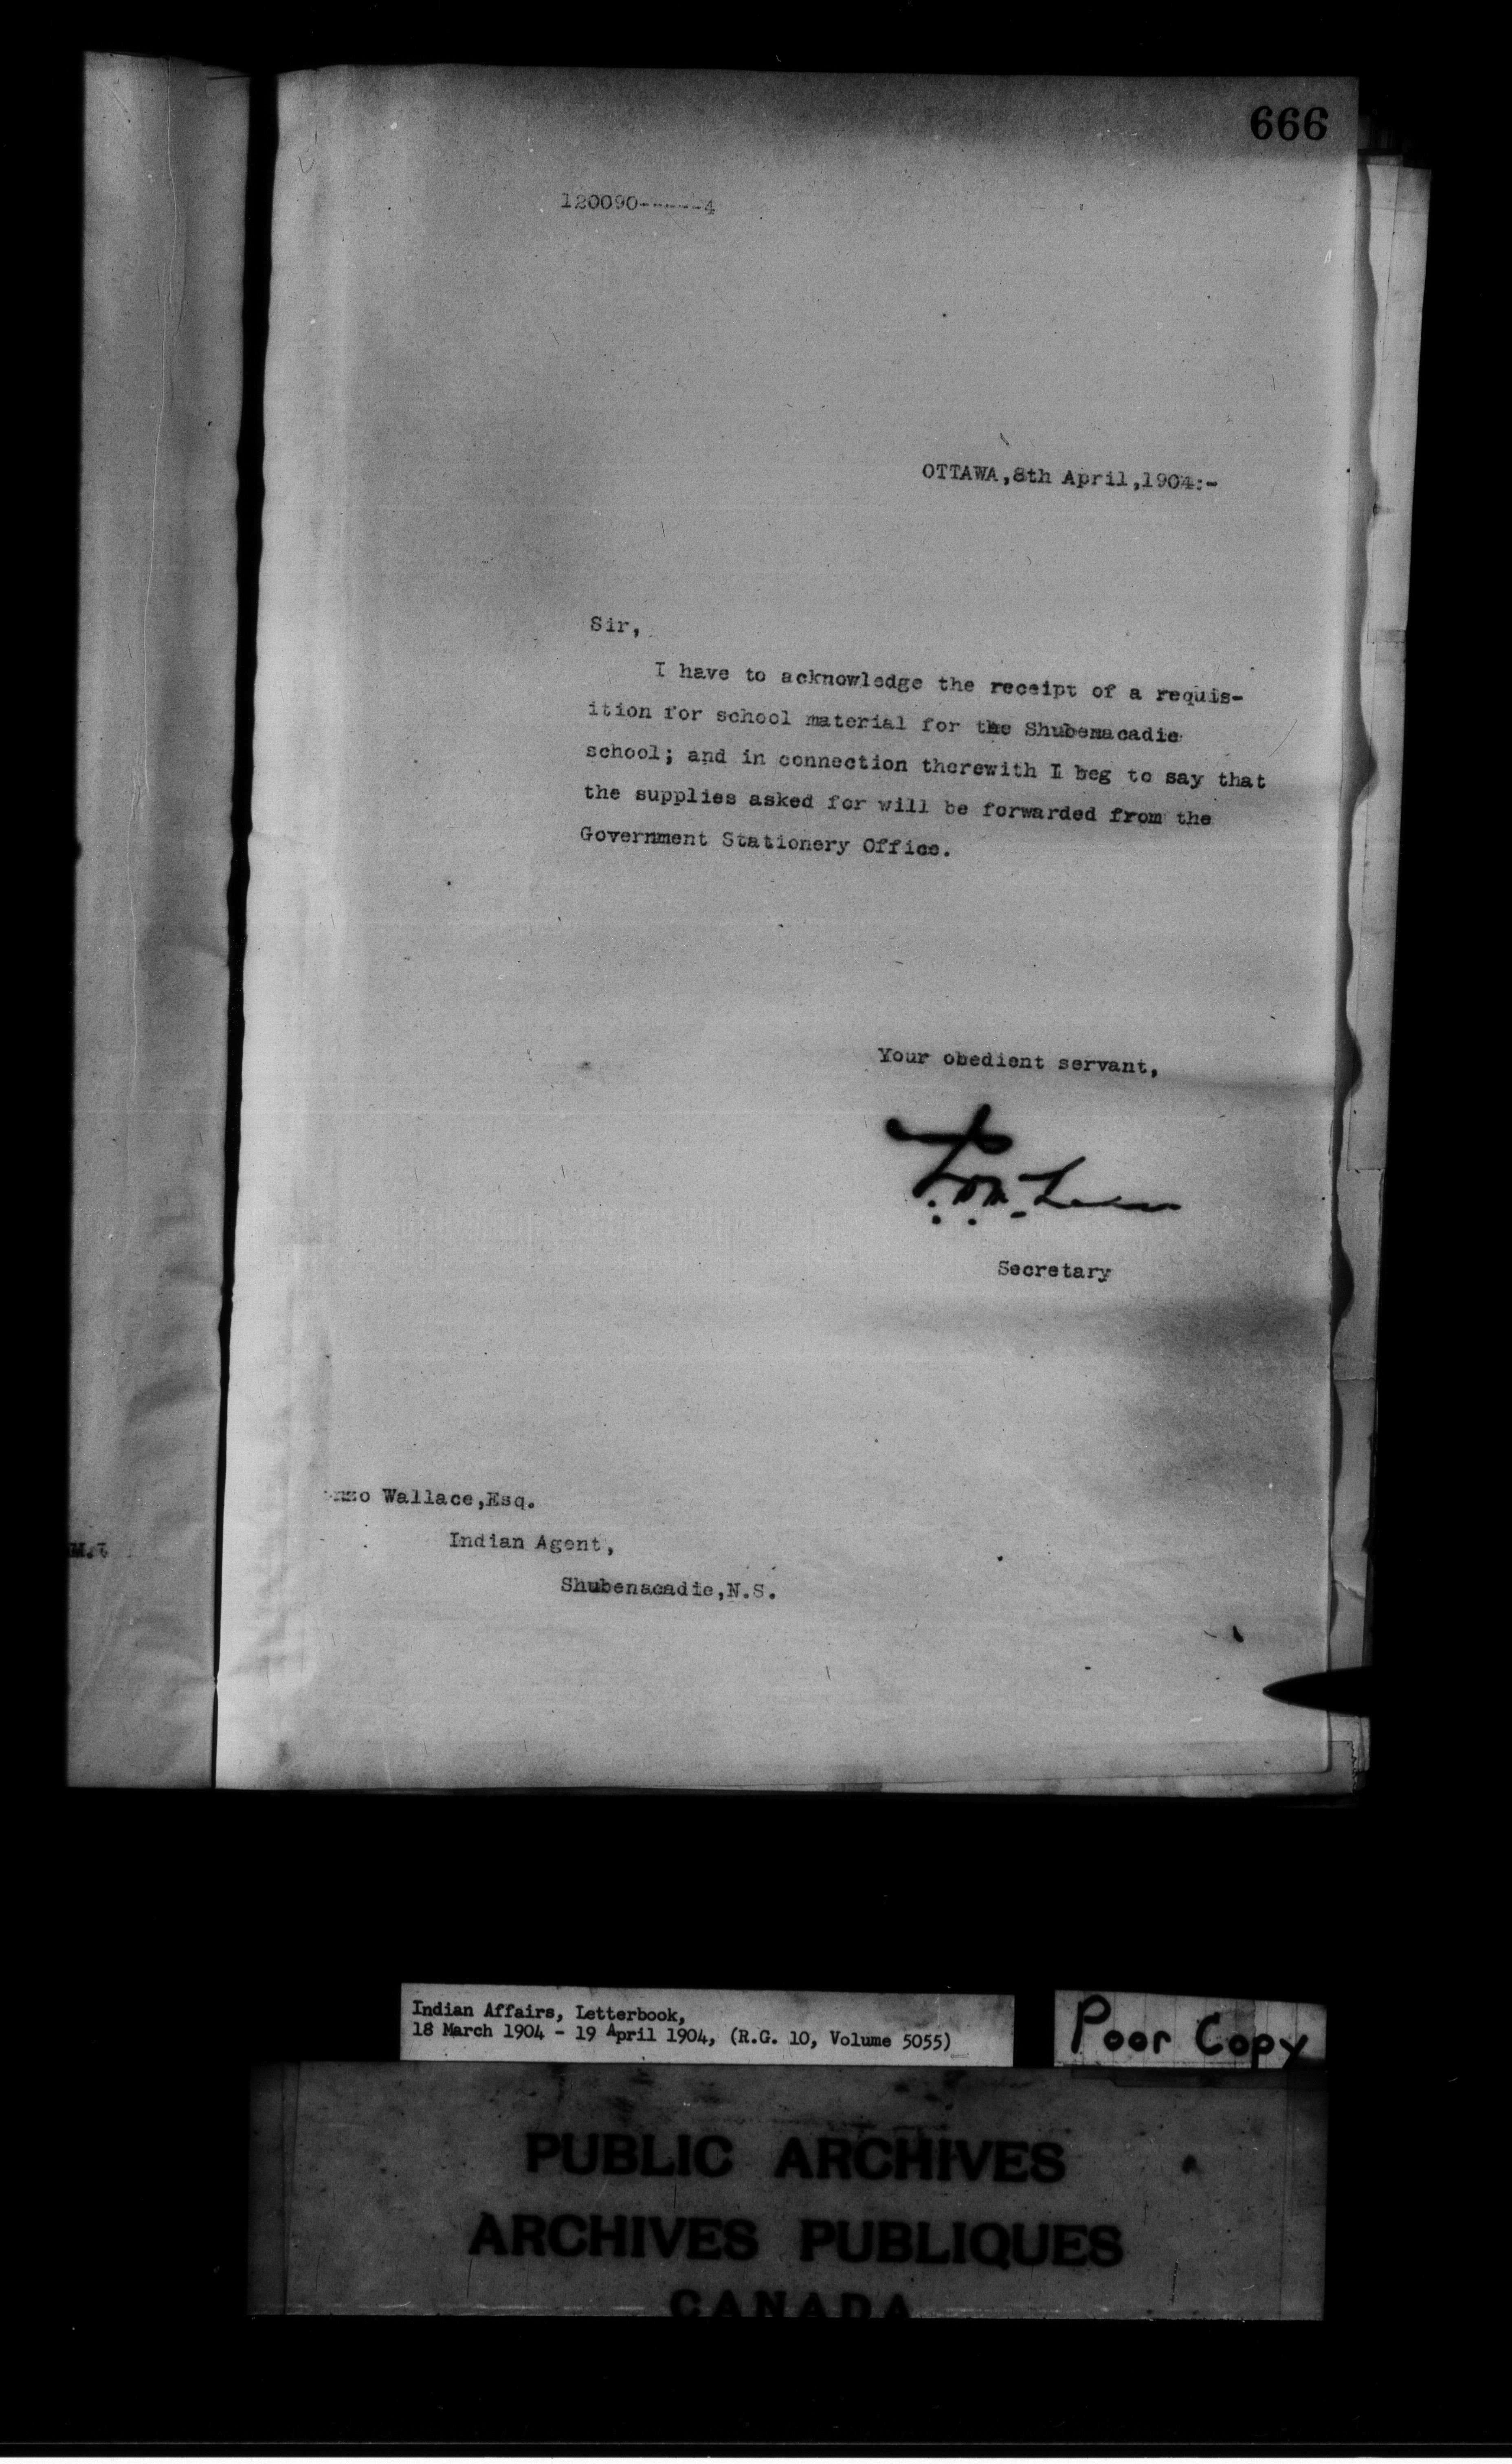 666
120090------4
OTTAWA,8th April,1904:-
Sir,
I have to acknowledge the receipt of a requis-
ition for school material for the Shubenacadie
school; and in connection therewith I beg to say that
the supplies asked for will be forwarded from the
Government Stationery Office.
Your obedient servant,
Secretary
Wallace,Esq.
Indian Agent,
Shubenacadie,N.S.
Indian Affairs, Letterbook,
18 March 1904 - 19 April 1904, (R.G. 10, Volume 5055)
Poor Copy
PUBLIC ARCHIVES
ARCHIVES PUBLIQUES
CANADA